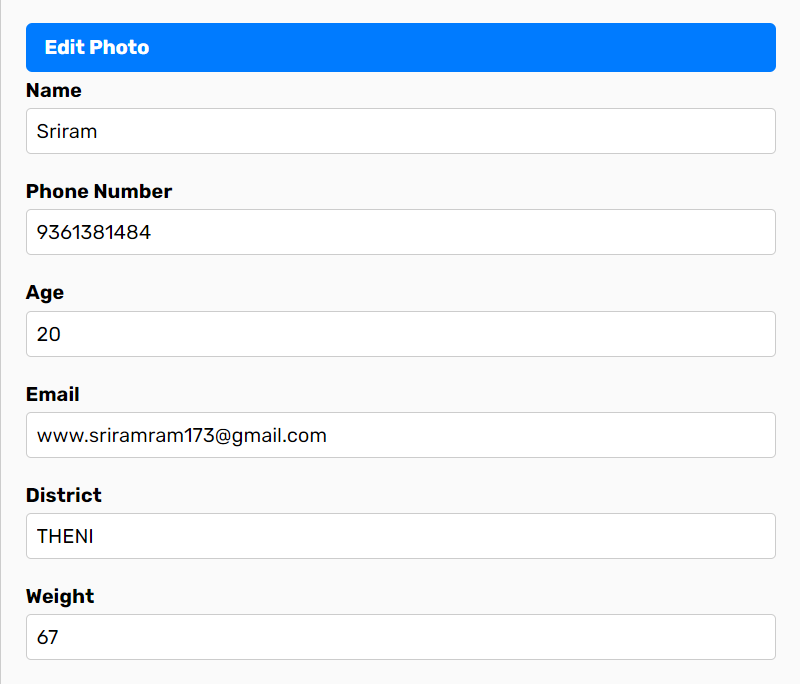 Edit Photo
Name
Sriram
Phone Number
9361381484
Age
20
Email
www.sriramram173@gmail.com
District
THENI
Weight
67